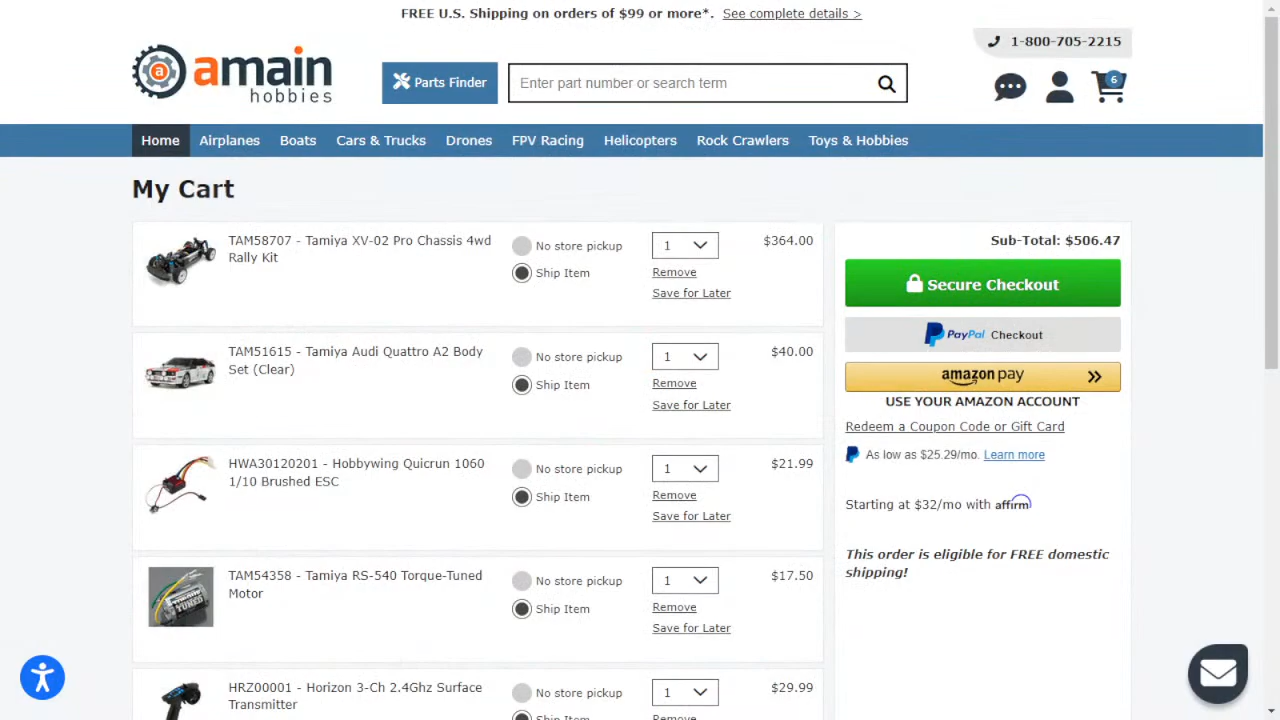 FREE U.S. Shipping on orders of $99 or more*. See complete details >
1-800-705-2215
a
amain
hobbies
Parts Finder
Enter part number or search term
6
Home Airplanes Boats Cars & Trucks Drones FPV Racing Helicopters Rock Crawlers Toys & Hobbies
My Cart
TAM58707 - Tamiya XV-02 Pro Chassis 4wd
Rally Kit
No store pickup
Ship Item
1
Remove
Save for Later
$364.00
TAM51615 - Tamiya Audi Quattro A2 Body
Set (Clear)
No store pickup
Ship Item
1
Remove
Save for Later
$40.00
HWA30120201 - Hobbywing Quicrun 1060
1/10 Brushed ESC
No store pickup
Ship Item
1
Remove
Save for Later
$21.99
TAM54358 - Tamiya RS-540 Torque-Tuned
Motor
No store pickup
Ship Item
1
Remove
Save for Later
$17.50
HRZ00001 - Horizon 3-Ch 2.4Ghz Surface
Transmitter
No store pickup
Ship Item
1
Remove
$29.99
Sub-Total: $506.47
Secure Checkout
PayPal Checkout
amazon pay
USE YOUR AMAZON ACCOUNT
Redeem a Coupon Code or Gift Card
As low as $25.29/mo. Learn more
Starting at $32/mo with affirm
This order is eligible for FREE domestic
shipping!